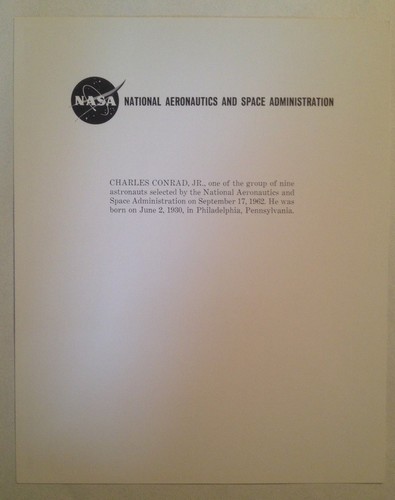 NASA NATIONAL AERONAUTICS AND SPACE ADMINISTRATION
CHARLES CONRAD, JR., one of the group of nine
astronauts selected by the National Aeronautics and
Space Administration on September 17, 1962. He was
born on June 2, 1930, in Philadelphia, Pennsylvania.